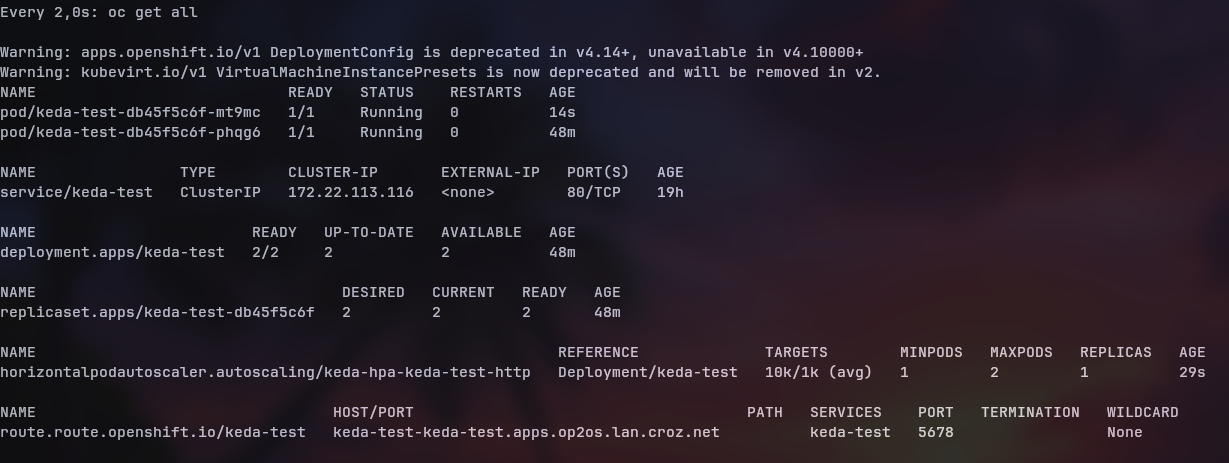 Every 2,0s: oc get all
Warning: apps.openshift.io/v1 DeploymentConfig is deprecated in v4.14+, unavailable in v4.10000+
Warning: kubevirt.io/v1 VirtualMachineInstancePresets is now deprecated and will be removed in v2.
NAME READY STATUS RESTARTS AGE
pod/keda-test-db45f5c6f-mt9mc 1/1 Running 0 14s
pod/keda-test-db45f5c6f-phqg6 1/1 Running 0 48m
NAME TYPE CLUSTER-IP EXTERNAL-IP PORT(S) AGE
service/keda-test ClusterIP 172.22.113.116 <none> 80/TCP 19h
NAME READY UP-TO-DATE AVAILABLE AGE
deployment.apps/keda-test 2/2 2 2 48m
NAME DESIRED CURRENT READY AGE
replicaset.apps/keda-test-db45f5c6f 2 2 2 48m
NAME REFERENCE TARGETS MINPODS MAXPODS REPLICAS AGE
horizontalpodautoscaler.autoscaling/keda-hpa-keda-test-http Deployment/keda-test 10k/1k (avg) 1 2 1 29s
NAME HOST/PORT PATH SERVICES PORT TERMINATION WILDCARD
route.route.openshift.io/keda-test keda-test-keda-test.apps.op2os.lan.croz.net keda-test 5678 None